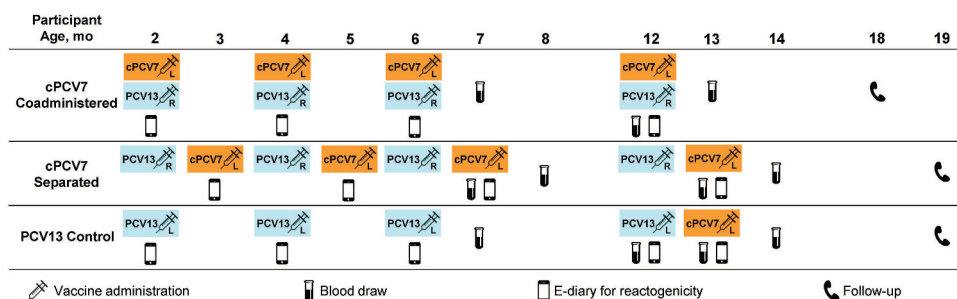 Participant
Age, mo 2 3 4 5 6 7 8 12 13 14 18 19
cPCV7 L cPCV7 L cPCV7 L cPCV7 L
cPCV7
Coadministered
PCV13 R PCV13 R PCV13 R PCV13 R
cPCV7
Separated
PCV13 R cPCV7 L PCV13 R cPCV7 L PCV13 R cPCV7 L PCV13 R cPCV7 L
PCV13 Control
PCV13 L PCV13 L PCV13 L PCV13 L cPCV7 L
Vaccine administration Blood draw E-diary for reactogenicity Follow-up